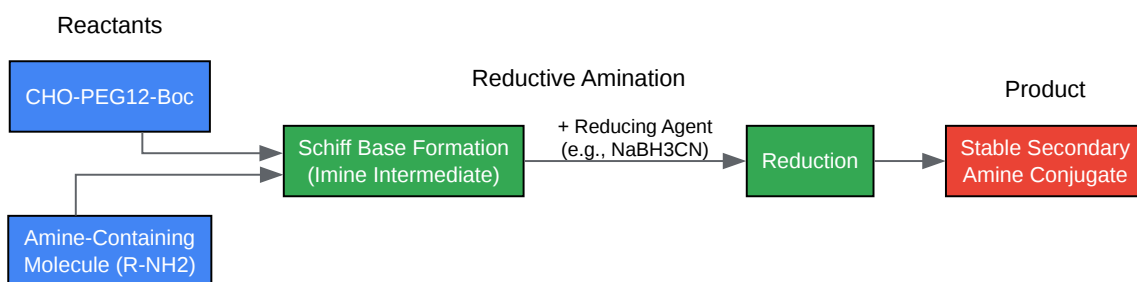 Reactants
CHO-PEG12-Boc
Reductive Amination
Product
+ Reducing Agent
(e.g., NaBH3CN)
Schiff Base Formation
(Imine Intermediate)
Reduction
Stable Secondary
Amine Conjugate
Amine-Containing
Molecule (R-NH2)